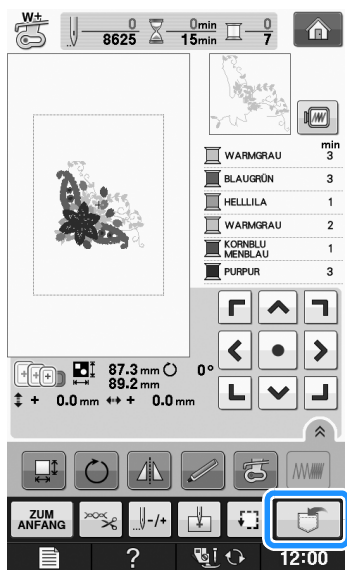 W+
0
8625
0min
15min
0
7
min
WARMGRAU 3
BLAUGRÜN 3
HELLLILA 1
WARMGRAU 2
KORNBLU
MENBLAU 1
PURPUR 3
87.3 mm 0°
89.2 mm
+ 0.0 mm + 0.0 mm
ZUM
ANFANG
-/+
?
12:00